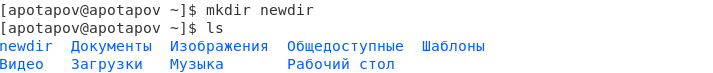 [apotapov@apotapov ~]$ mkdir newdir
[apotapov@apotapov ~]$ ls
newdir  Документы  Изображения  Общедоступные  Шаблоны
Видео   Загрузки   Музыка       Рабочий стол